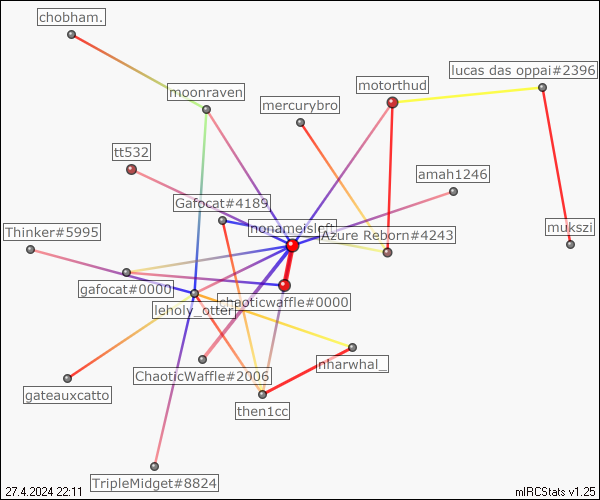 chobham.
lucas das oppai#2396
motorthud
moonraven
mercurybro
tt532
amah1246
Gafocat#4189
nonameisleft
Thinker#5995
Azure Reborn#4243
mukszi
gafocat#0000
chaoticwaffle#0000
leholy_otter
nharwhal_
ChaoticWaffle#2006
gateauxcatto
then1cc
TripleMidget#8824
27.4.2024 22:11
mIRCStats v1.25